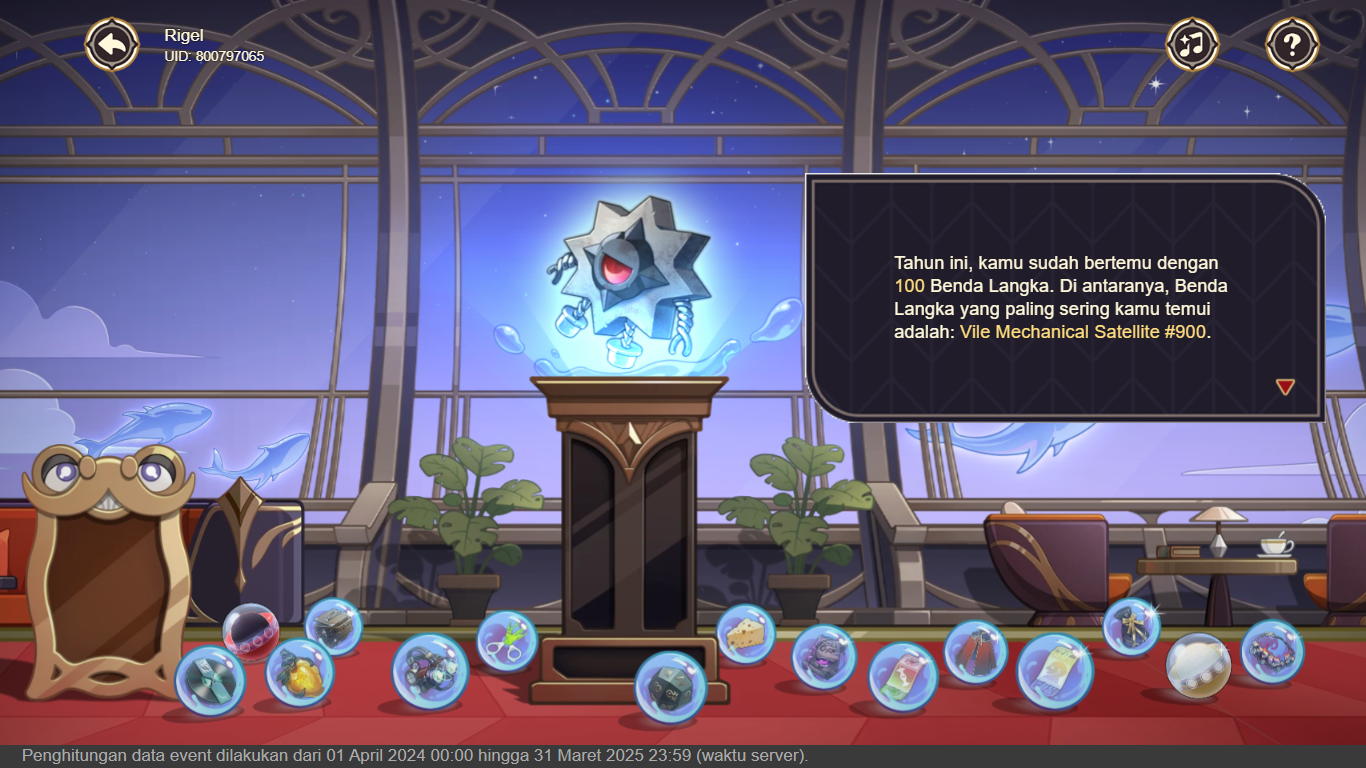 Rigel
UID: 800797065
Tahun ini, kamu sudah bertemu dengan
100 Benda Langka. Di antaranya, Benda
Langka yang paling sering kamu temui
adalah: Vile Mechanical Satellite #900.
Penghitungan data event dilakukan dari 01 April 2024 00:00 hingga 31 Maret 2025 23:59 (waktu server).